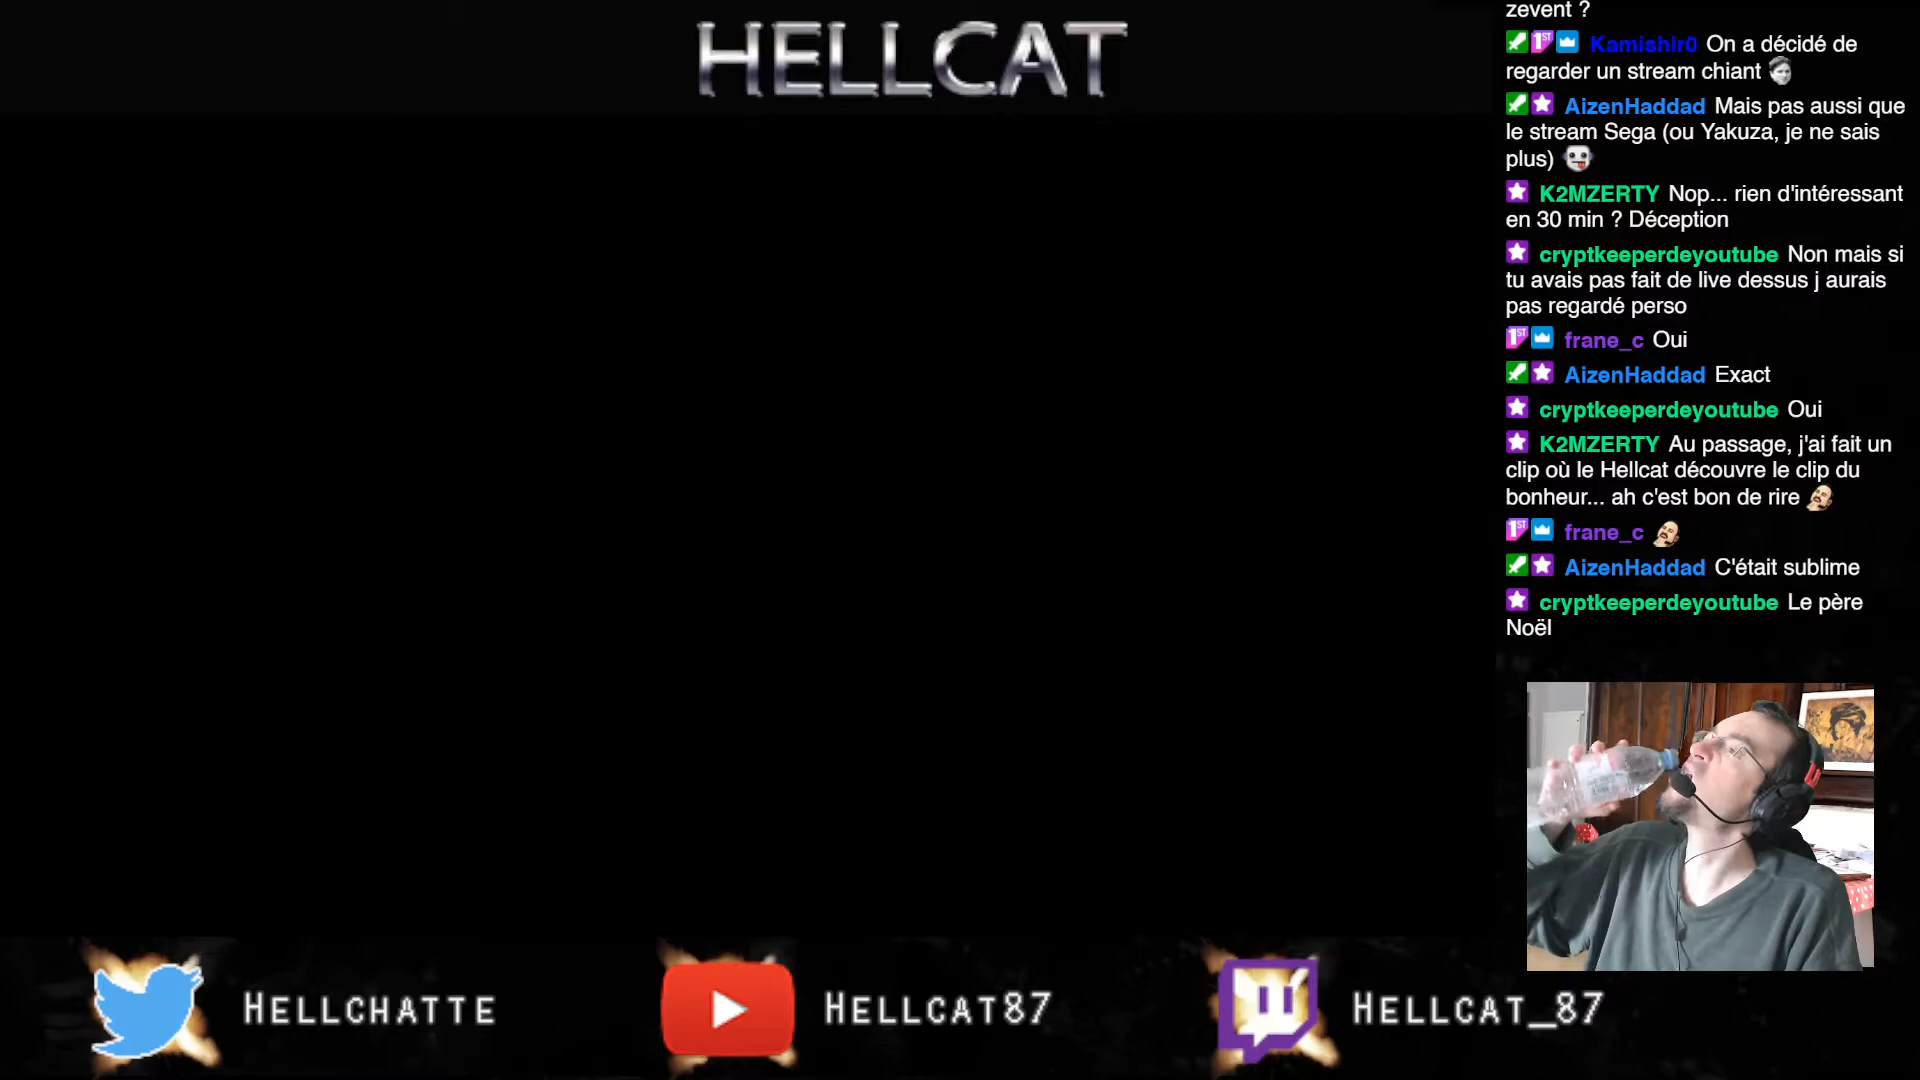 HELLCAT
zevent ?
Kamishir0 On a décidé de
regarder un stream chiant
AizenHaddad Mais pas aussi que
le stream Sega (ou Yakuza, je ne sais
plus)
K2MZERTY Nop... rien d'intéressant
en 30 min ? Déception
cryptkeeperdeyoutube Non mais si
tu avais pas fait de live dessus j aurais
pas regardé perso
frane_c Oui
AizenHaddad Exact
cryptkeeperdeyoutube Oui
K2MZERTY Au passage, j'ai fait un
clip où le Hellcat découvre le clip du
bonheur... ah c'est bon de rire
frane_c
AizenHaddad C'était sublime
cryptkeeperdeyoutube Le père
Noël
HELLCHATTE
HELLCAT87
HELLCAT_87